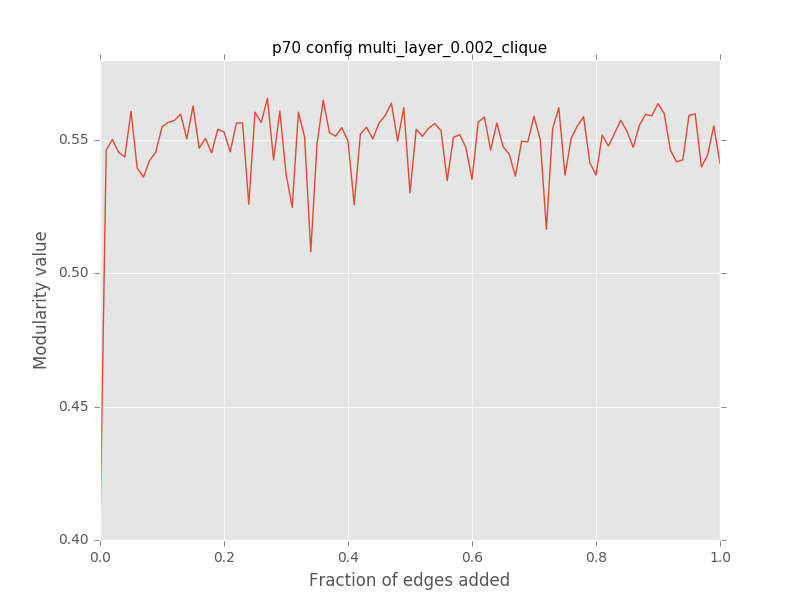 p70 config multi_layer_0.002_clique
0.55
0.50
0.45
0.40
Modularity value
0.0 0.2 0.4 0.6 0.8 1.0
Fraction of edges added